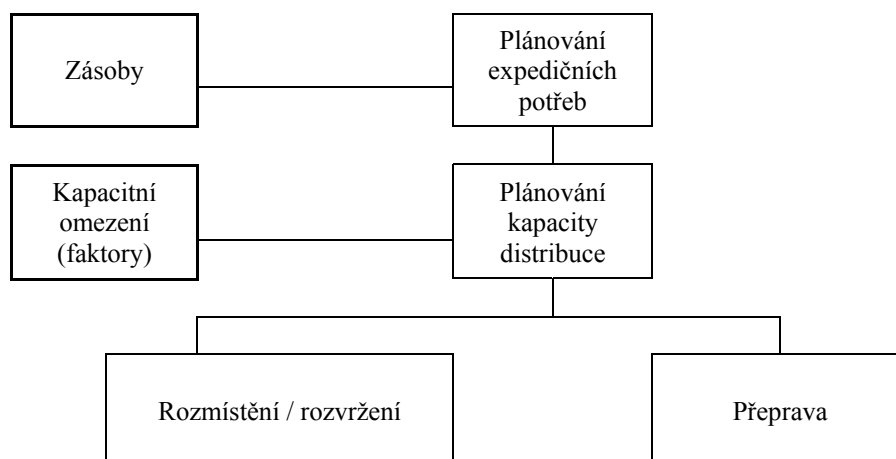 Zásoby
Plánování
expedičních
potřeb
Kapacitní
omezení
(faktory)
Plánování
kapacity
distribuce
Rozmístění / rozvržení
Přeprava